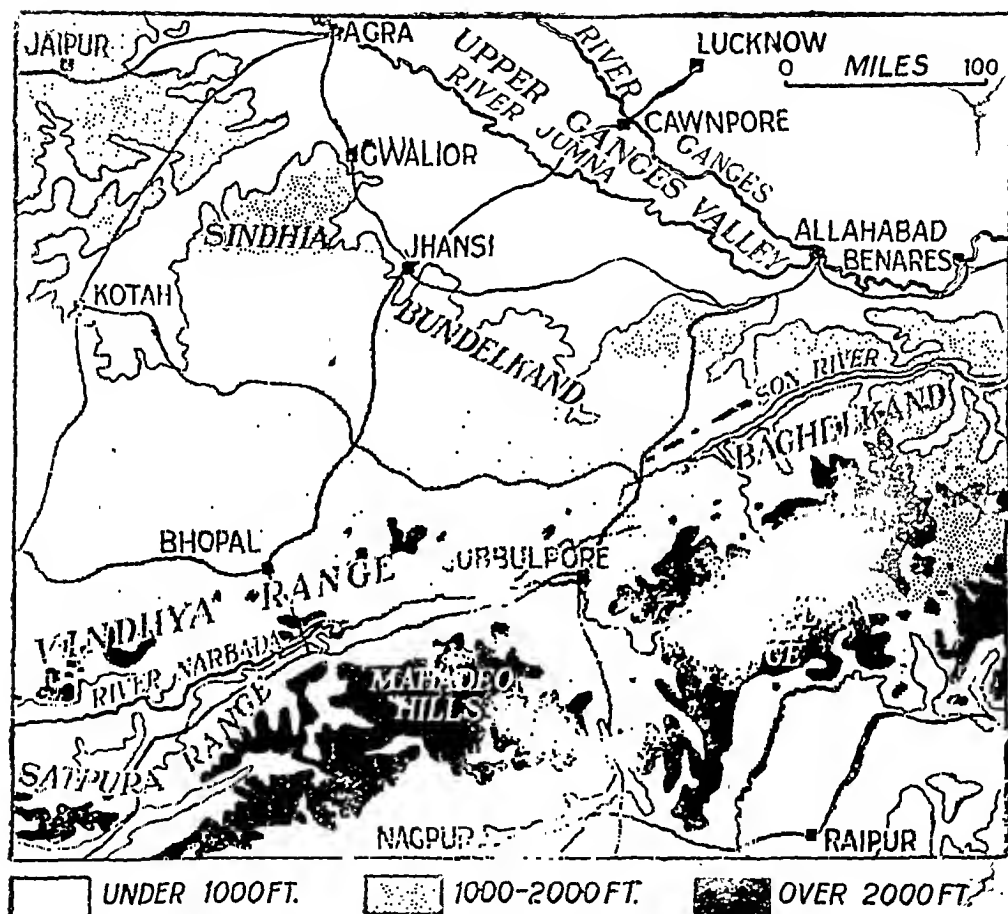 JAIPUR
AGRA
LUCKNOW
0 MILES 100
UPPER GANGES VALLEY
RIVER JUMNA
RIVER GANGES
CAWNPORE
GWALIOR
SINDHIA
JHANSI
ALLAHABAD
BENARES
KOTAH
BUNDELKAND
SON RIVER
BAGHELKAND
BHOPAL
VINDHYA RANGE
RIVER NARBADA
MAHADEO
HILLS
SATPURA RANGE
NAGPUR
RAIPUR
UNDER 1000 FT.
1000-2000 FT.
OVER 2000 FT.